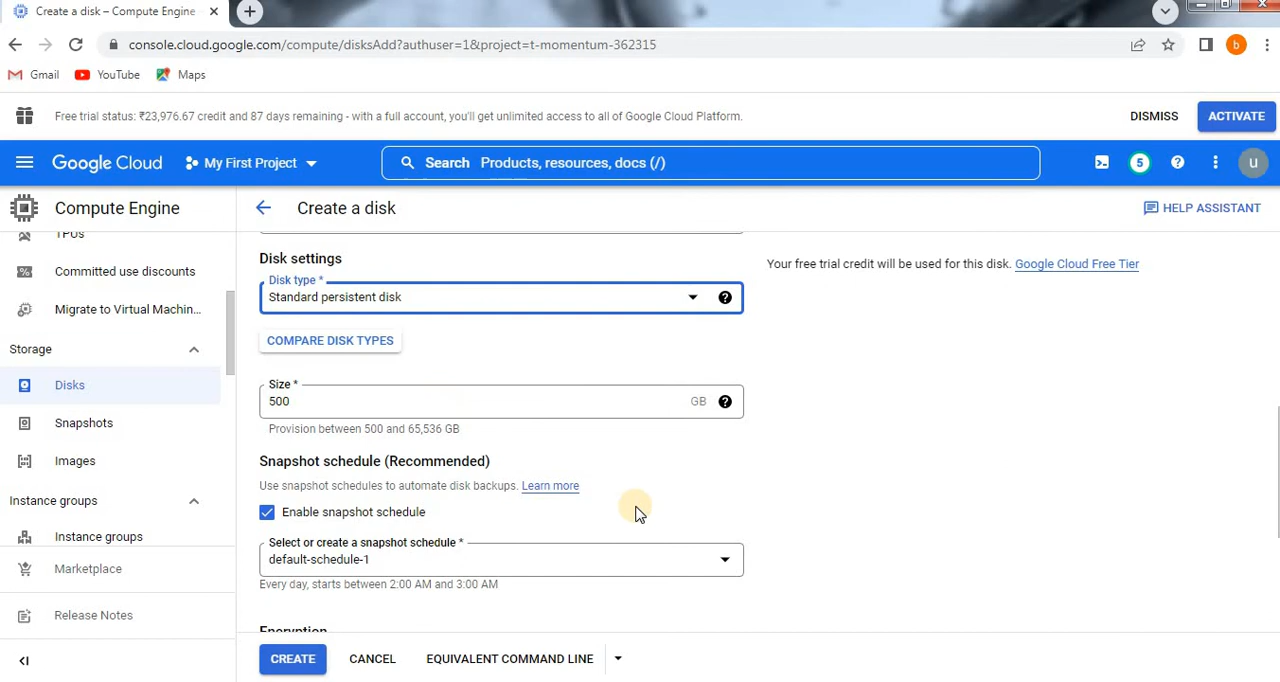 Create a disk – Compute Engine
console.cloud.google.com/compute/disksAdd?authuser=1&project=t-momentum-362315
b
Gmail
YouTube
Maps
Free trial status: ₹23,976.67 credit and 87 days remaining - with a full account, you'll get unlimited access to all of Google Cloud Platform.
DISMISS
ACTIVATE
Google Cloud
My First Project
Search Products, resources, docs (/)
5
u
Compute Engine
Create a disk
HELP ASSISTANT
TPUs
Committed use discounts
Migrate to Virtual Machin...
Storage
Disks
Snapshots
Images
Instance groups
Instance groups
Marketplace
Release Notes
Disk settings
Disk type *
Standard persistent disk
COMPARE DISK TYPES
Size *
500
GB
Provision between 500 and 65,536 GB
Snapshot schedule (Recommended)
Use snapshot schedules to automate disk backups. Learn more
Enable snapshot schedule
Select or create a snapshot schedule *
default-schedule-1
Every day, starts between 2:00 AM and 3:00 AM
Encryption
Your free trial credit will be used for this disk. Google Cloud Free Tier
CREATE
CANCEL
EQUIVALENT COMMAND LINE